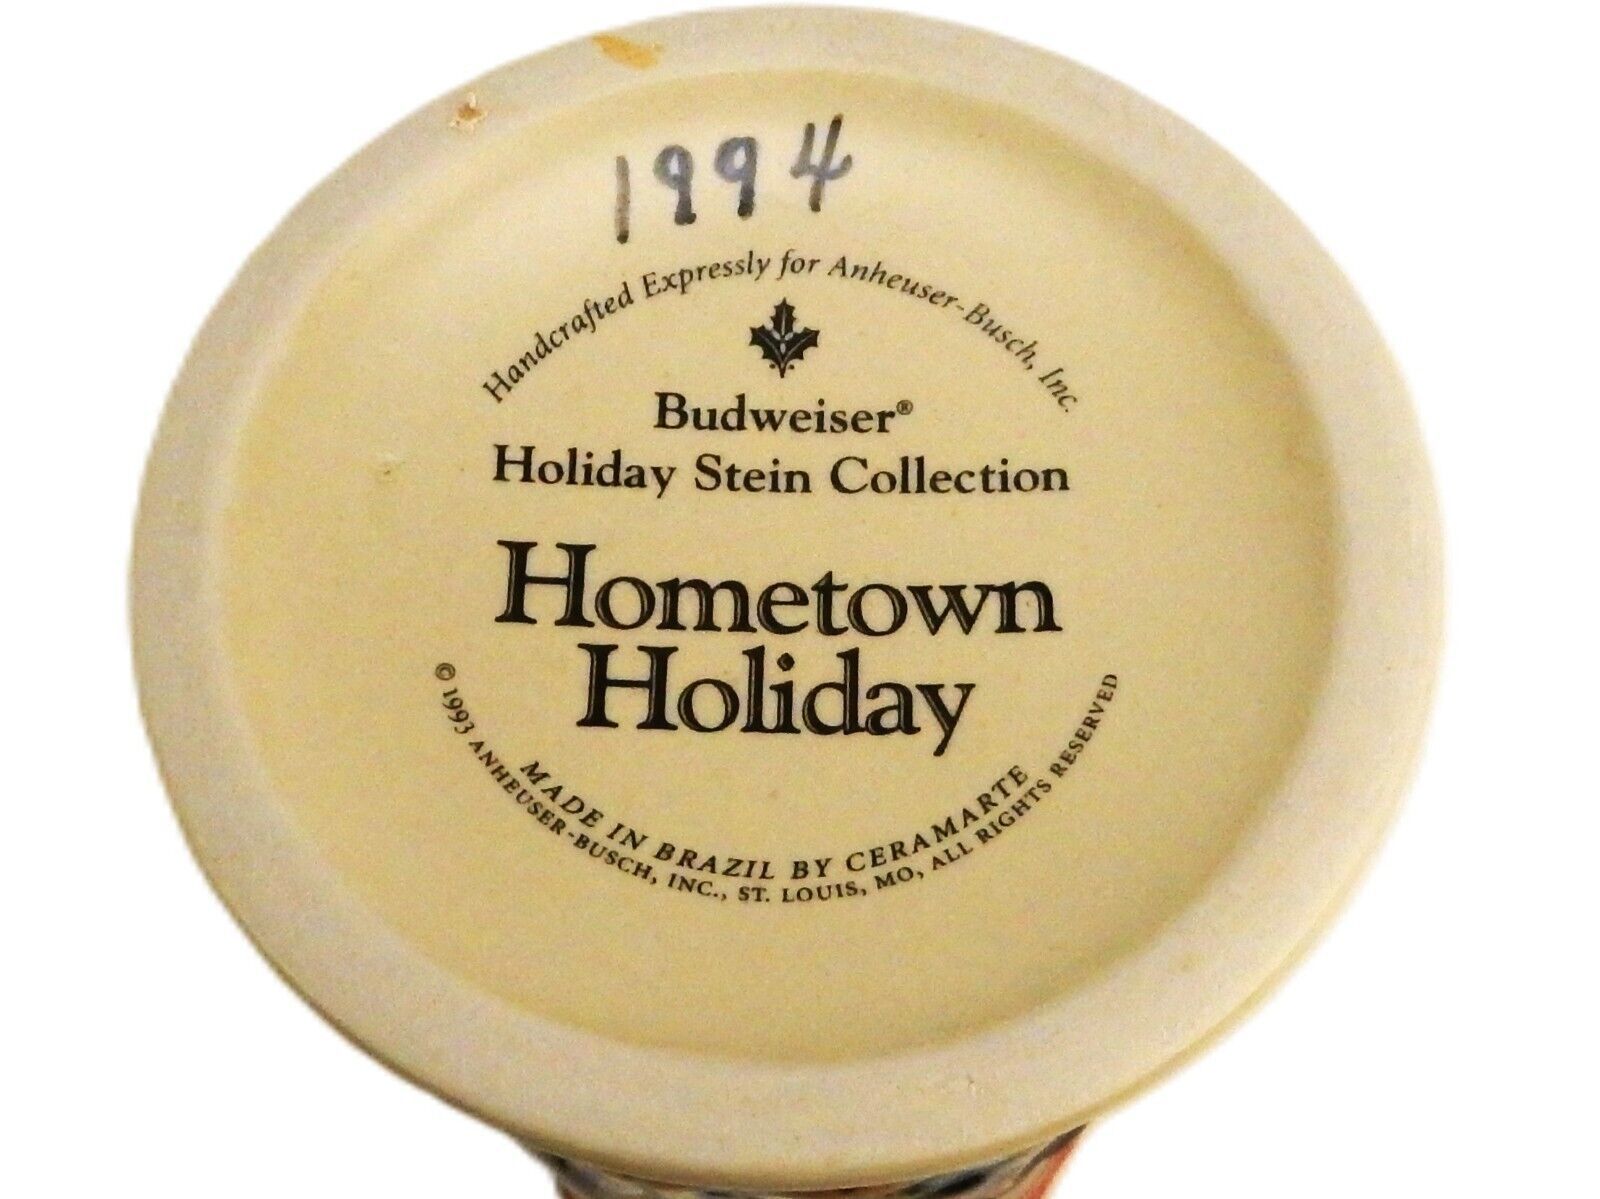 1994
Handcrafted Expressly for Anheuser-Busch, Inc.
Budweiser®
Holiday Stein Collection
Hometown
Holiday
MADE IN BRAZIL BY CERAMARTE
© 1993 ANHEUSER-BUSCH, INC., ST. LOUIS, MO, ALL RIGHTS RESERVED